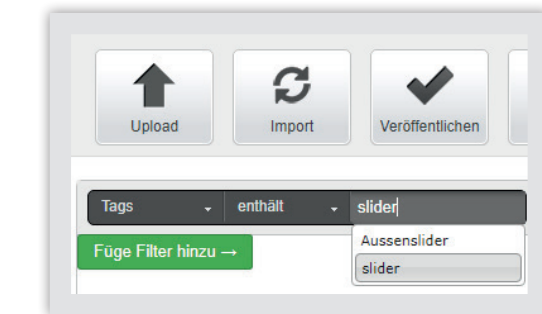 Upload Import Veröffentlichen
Tags enthält slider
Füge Filter hinzu →
Aussenslider
slider